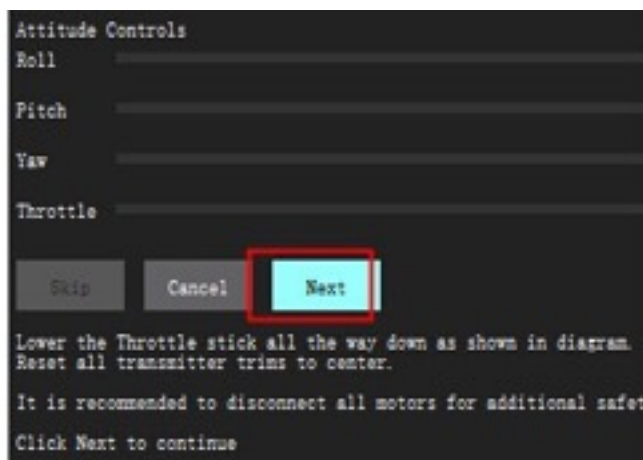 Attitude Controls
Roll
Pitch
Yaw
Throttle
Skip Cancel Next
Lower the Throttle stick all the way down as shown in diagram.
Reset all transmitter trims to center.
It is recommended to disconnect all motors for additional safet
Click Next to continue